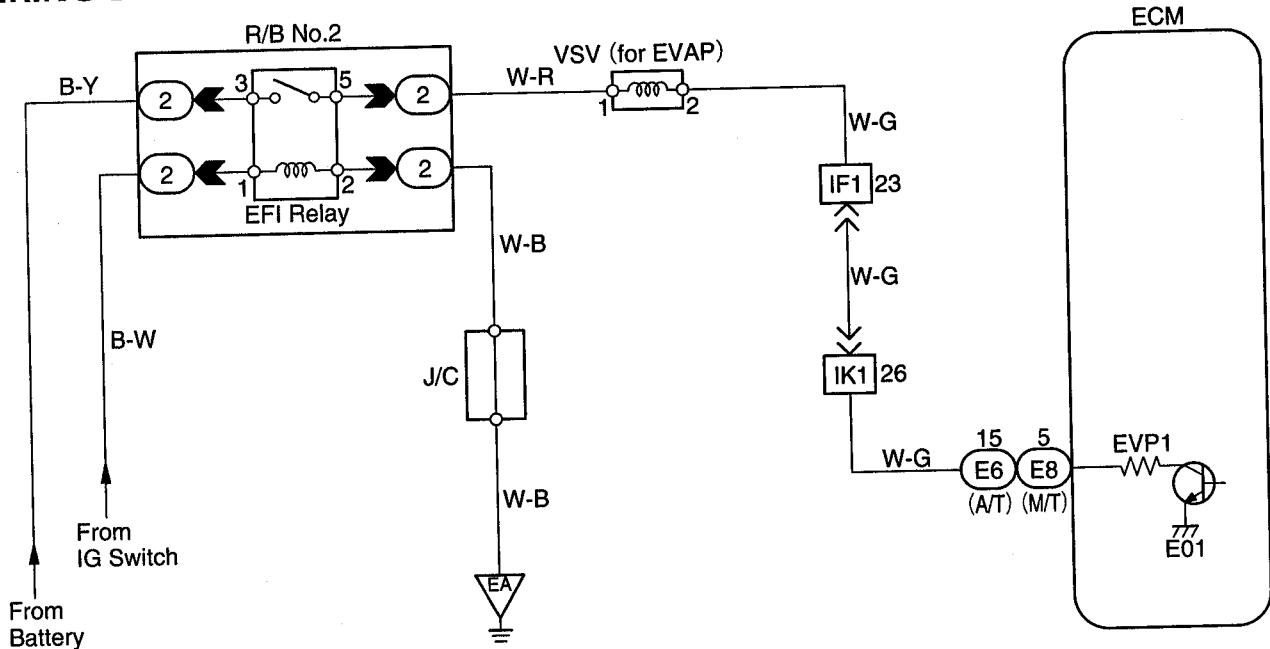 ECM
R/B No.2
VSV (for EVAP)
B-Y
2
3
5
2
W-R
1
2
W-G
2
1
2
2
EFI Relay
IF1 23
W-B
W-G
B-W
J/C
IK1 26
15
5
EVP1
W-G
E6
E8
(A/T)
(M/T)
W-B
From
IG Switch
E01
EA
From
Battery